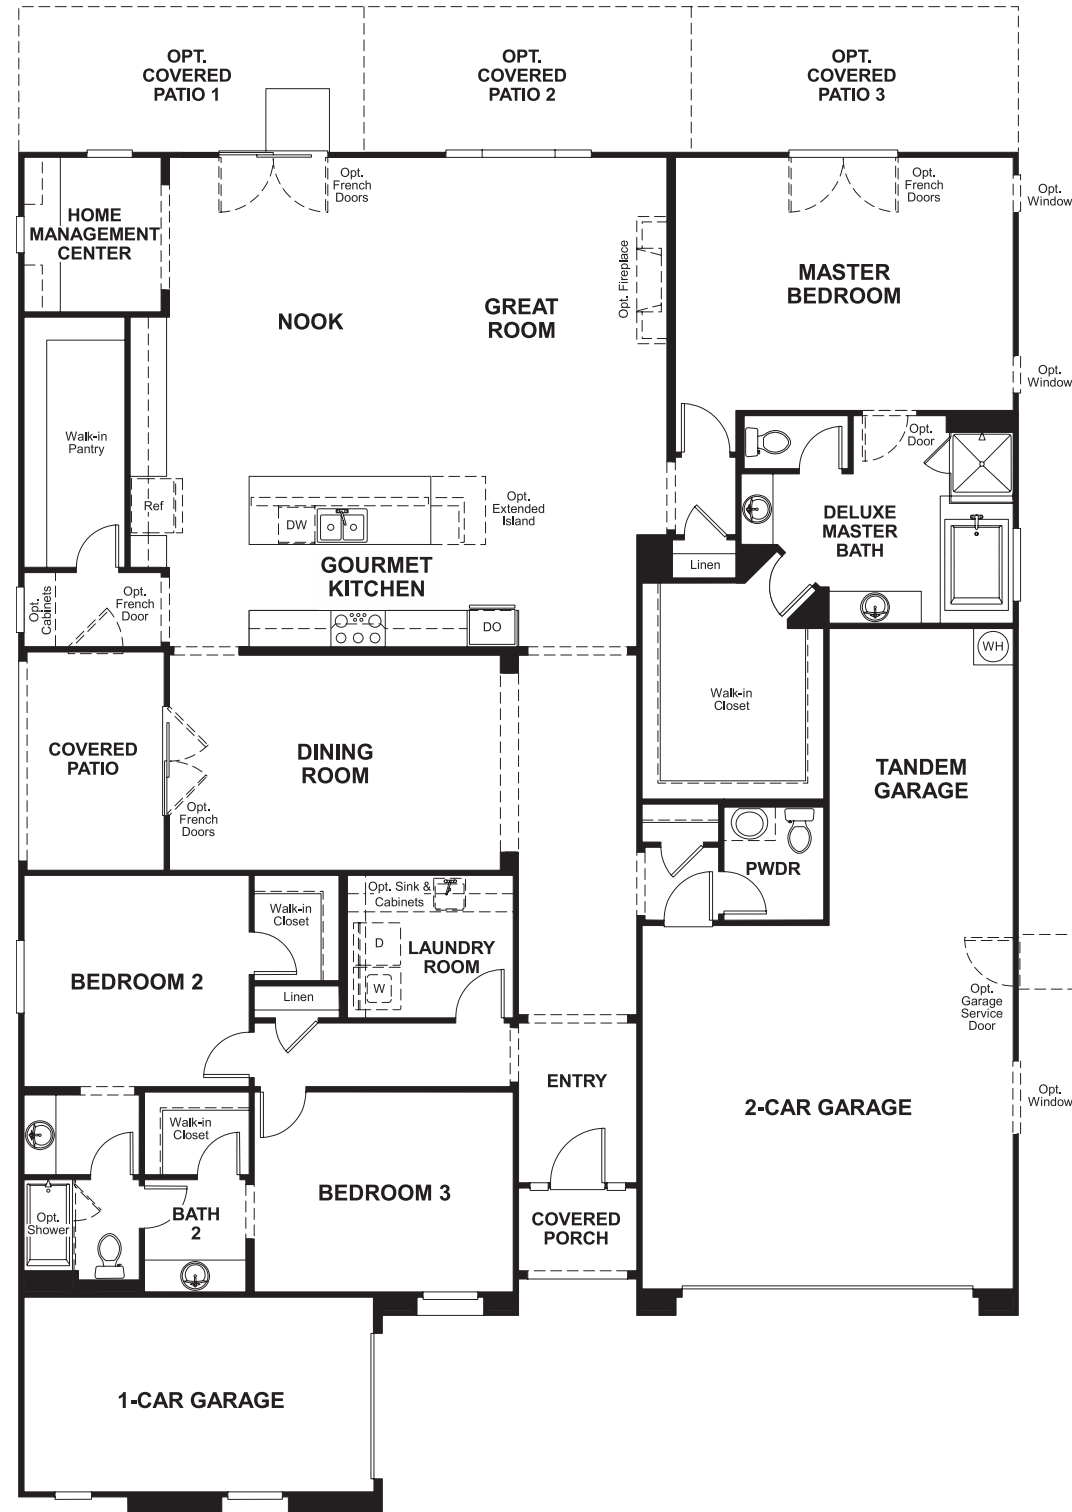 OPT.
COVERED
PATIO 1
OPT.
COVERED
PATIO 2
OPT.
COVERED
PATIO 3
Opt.
French
Doors
Opt.
French
Doors
Opt.
Window
HOME
MANAGEMENT
CENTER
NOOK
GREAT
ROOM
Opt. Fireplace
MASTER
BEDROOM
Opt.
Window
Walk-in
Pantry
Ref
DW
Opt.
Extended
Island
GOURMET
KITCHEN
DO
Opt.
Door
DELUXE
MASTER
BATH
Linen
Opt.
Cabinets
Opt.
French
Door
WH
Walk-in
Closet
COVERED
PATIO
DINING
ROOM
Opt.
French
Doors
TANDEM
GARAGE
PWDR
Walk-in
Closet
Opt. Sink &
Cabinets
D
W
LAUNDRY
ROOM
BEDROOM 2
Linen
Opt.
Garage
Service
Door
ENTRY
2-CAR GARAGE
Opt.
Window
Walk-in
Closet
BEDROOM 3
Opt.
Shower
BATH
2
COVERED
PORCH
1-CAR GARAGE